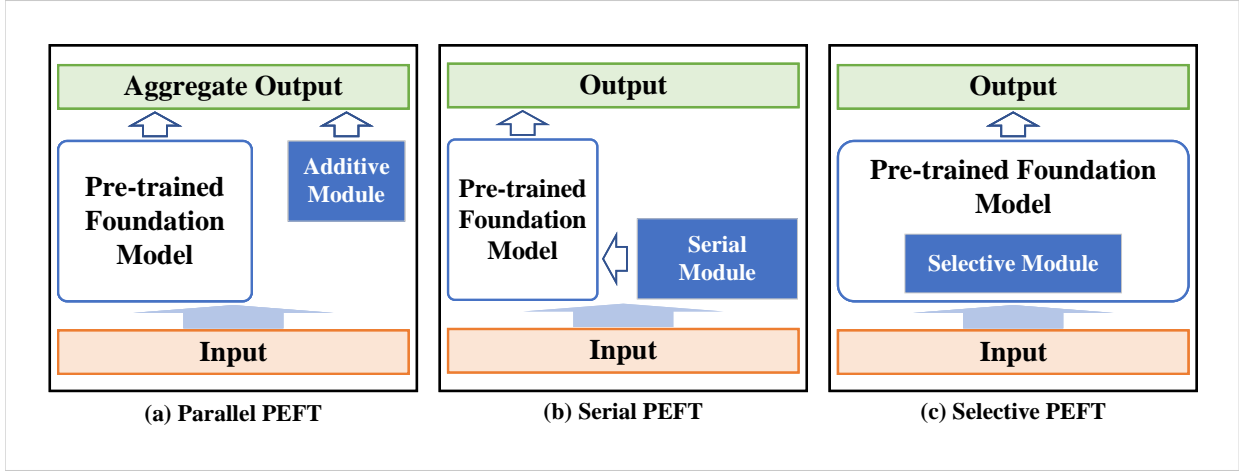 Aggregate Output
Pre-trained
Foundation
Model
Additive
Module
Input
(a) Parallel PEFT
Output
Pre-trained
Foundation
Model
Serial
Module
Input
(b) Serial PEFT
Output
Pre-trained Foundation
Model
Selective Module
Input
(c) Selective PEFT